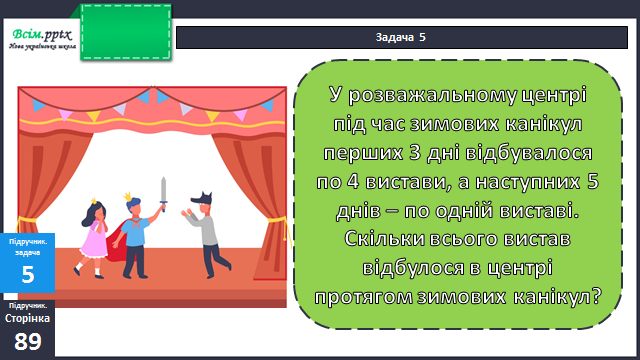 Всім.pptx
Нова українська школа
Задача 5
У розважальному центрі
під час зимових канікул
перших 3 дні відбувалося
по 4 вистави, а наступних 5
днів – по одній виставі.
Скільки всього вистав
відбулося в центрі
протягом зимових канікул?
Підручник.
задача
5
Підручник.
Сторінка
89